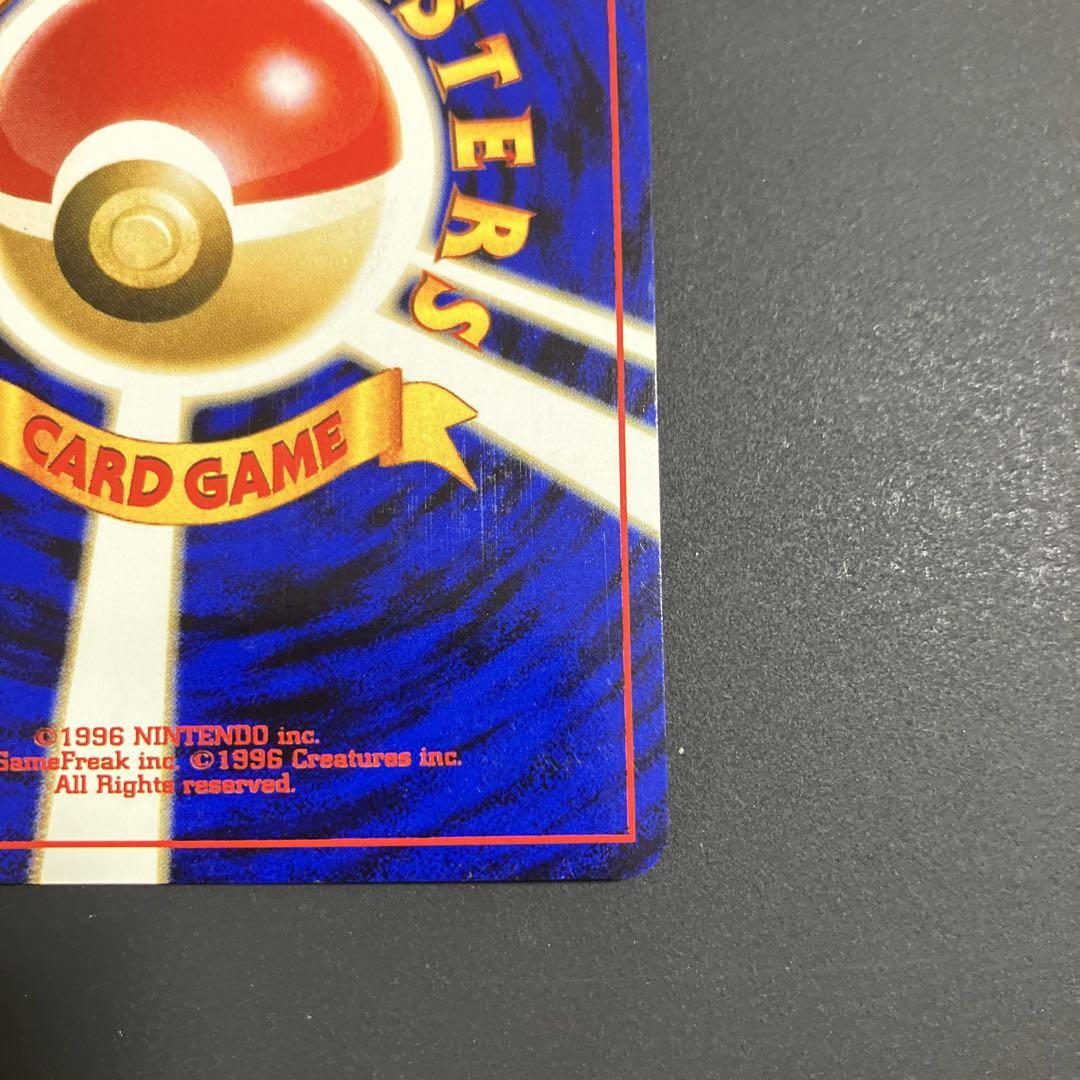 STERS
CARD GAME
©1996 NINTENDO inc.
GameFreak inc. ©1996 Creatures inc.
All Rights reserved.